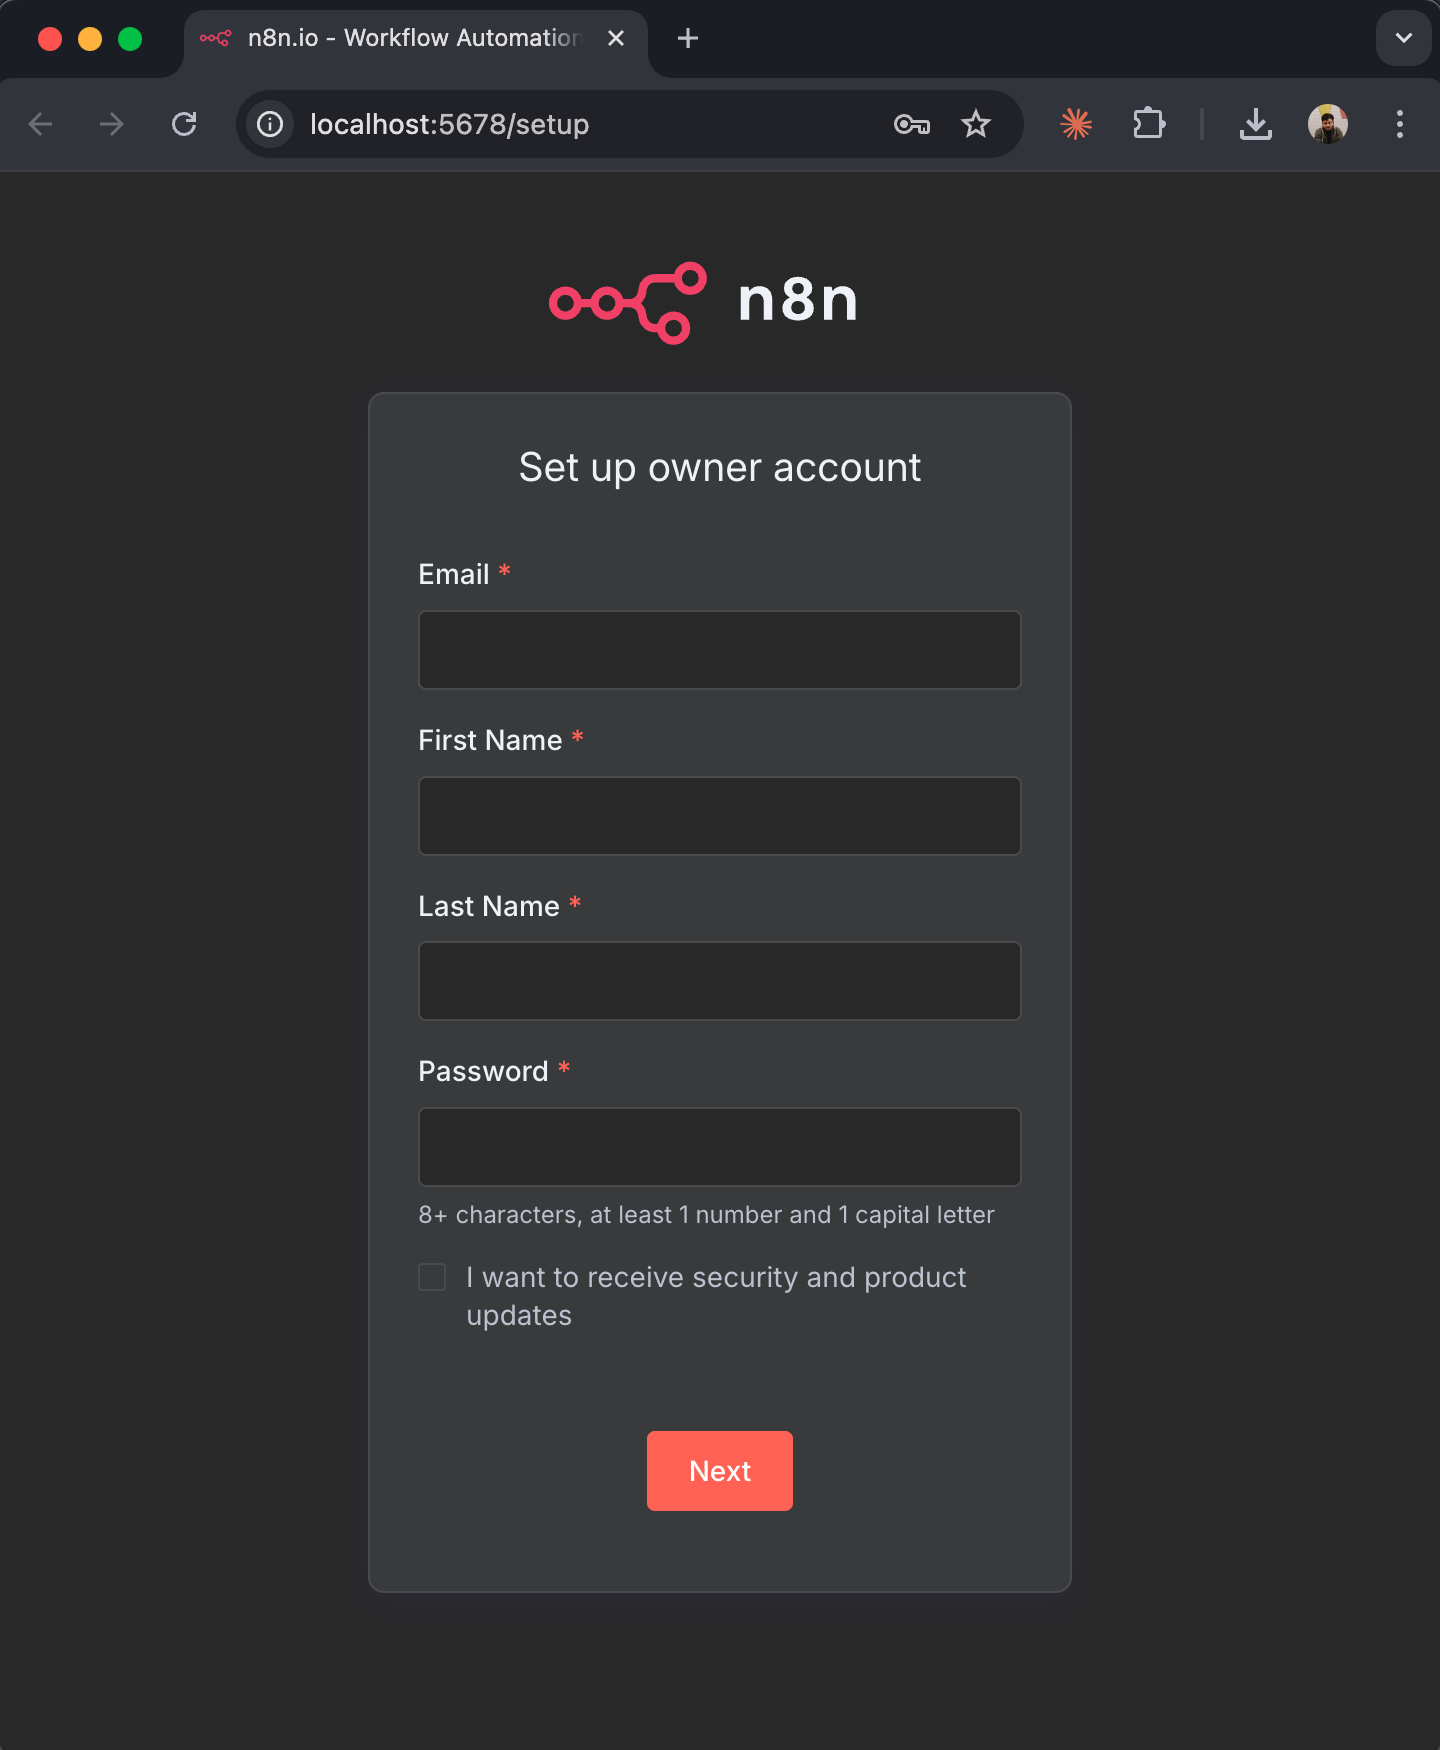 n8n.io - Workflow Automation
localhost:5678/setup
n8n
Set up owner account
Email *
First Name *
Last Name *
Password *
8+ characters, at least 1 number and 1 capital letter
I want to receive security and product
updates
Next